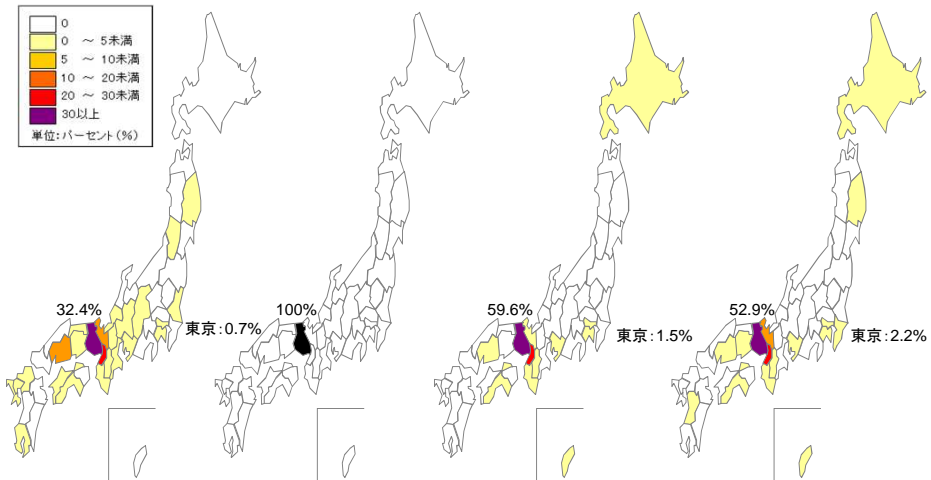 0
0 ~ 5未満
5 ~ 10未満
10 ~ 20未満
20 ~ 30未満
30以上
単位:パーセント(%)
32.4%
東京:0.7%
100%
59.6%
東京:1.5%
52.9%
東京:2.2%